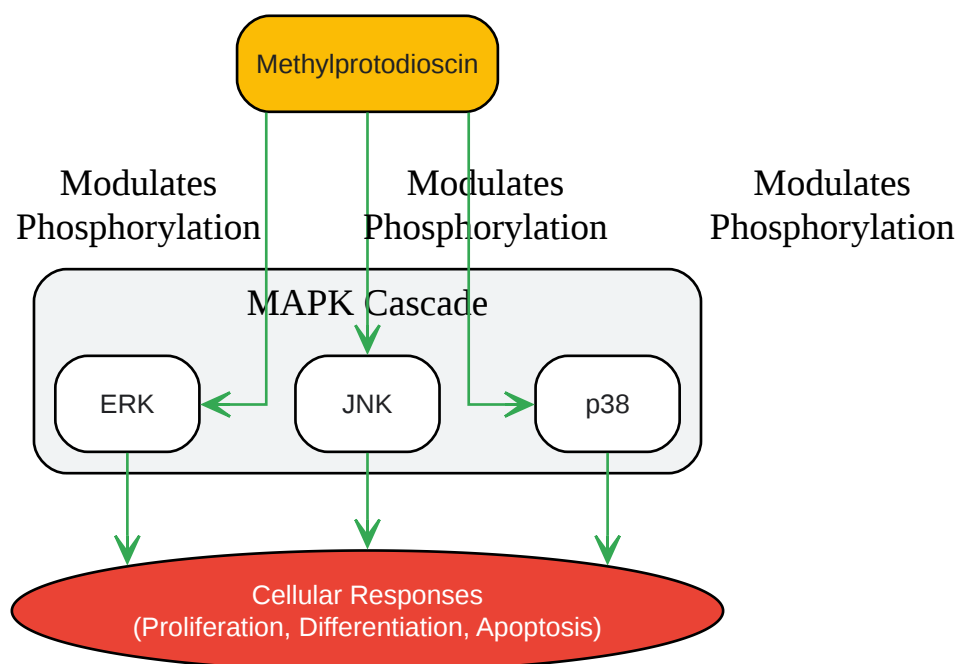 Methylprotodioscin
Modulates
Phosphorylation
Modulates
Phosphorylation
Modulates
Phosphorylation
MAPK Cascade
ERK
JNK
p38
Cellular Responses
(Proliferation, Differentiation, Apoptosis)